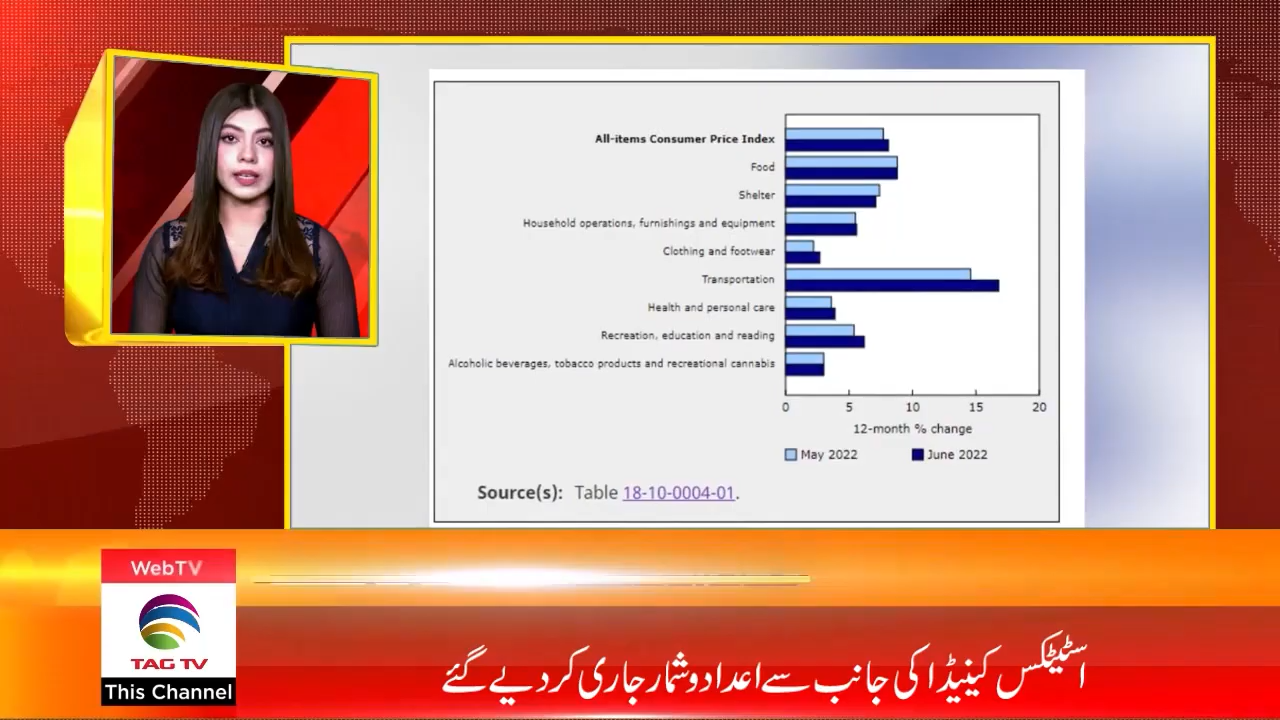 All-items Consumer Price Index
Food
Shelter
Household operations, furnishings and equipment
Clothing and footwear
Transportation
Health and personal care
Recreation, education and reading
Alcoholic beverages, tobacco products and recreational cannabis
0 5 10 15 20
12-month % change
May 2022 June 2022
Source(s): Table 18-10-0004-01.
WebTV
TAG TV
This Channel
اسٹیٹکس کینیڈا کی جانب سے اعداد و شمار جاری کر دیے گئے